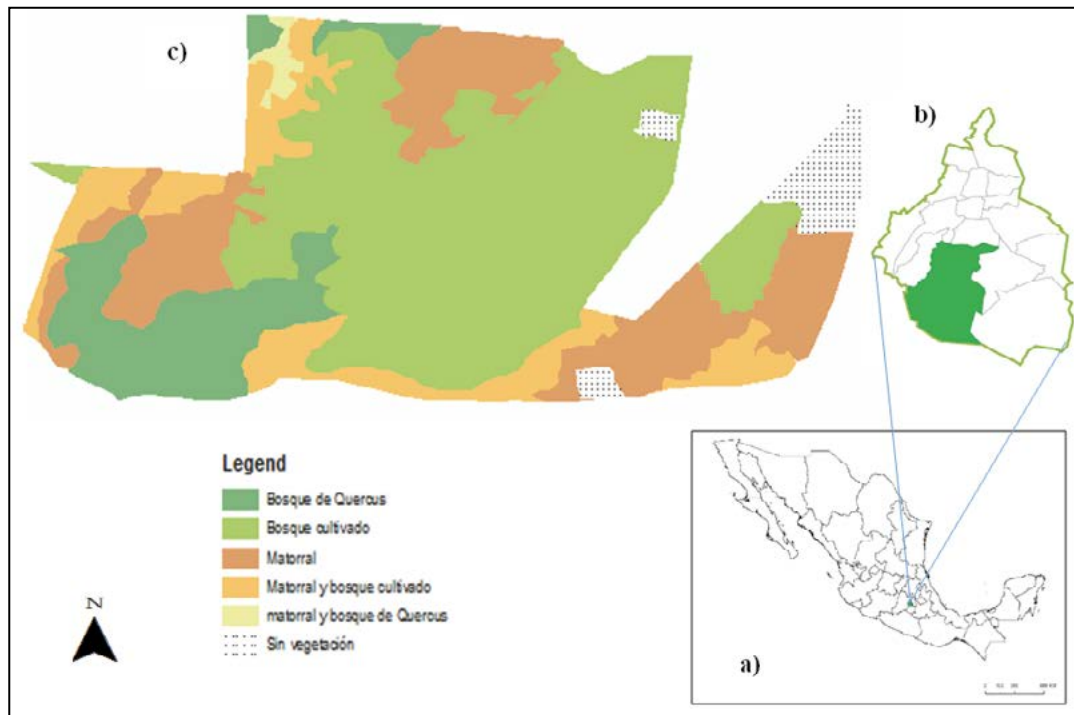 c)
b)
Legend
Bosque de Quercus
Bosque cultivado
Matorral
Matorral y bosque cultivado
matorral y bosque de Quercus
Sin vegetación
N
a)